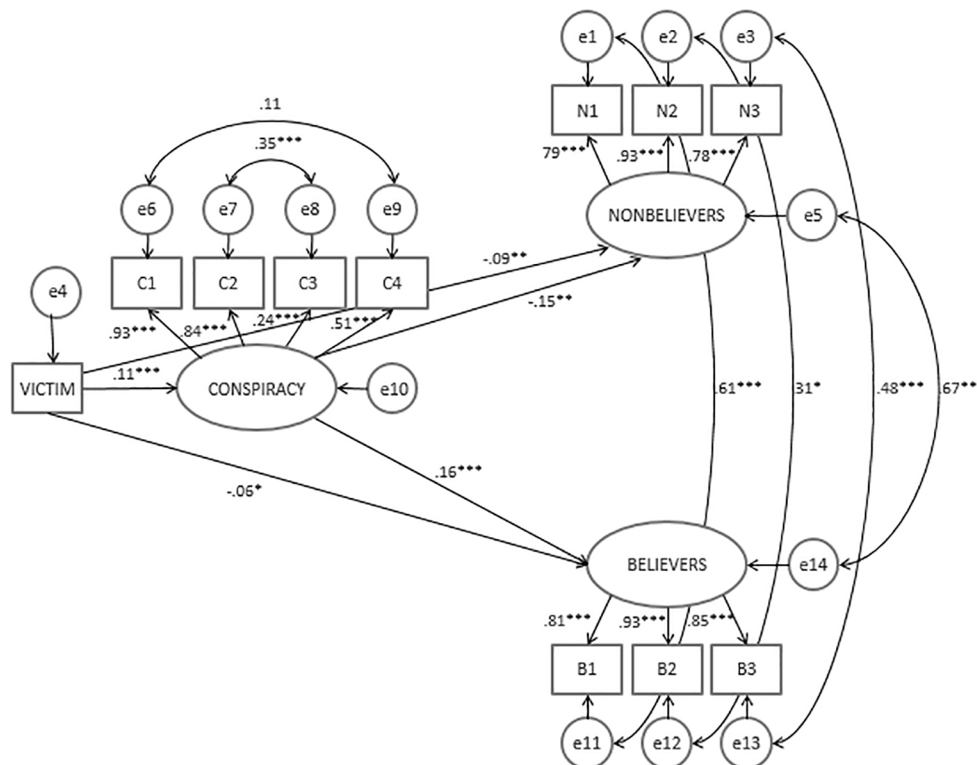 e1 e2 e3
N1 N2 N3
.11
.35***
79*** .93*** .78***
e6 e7 e8 e9
NONBELIEVERS e5
C1 C2 C3 C4
-.09**
e4
-.15**
.93*** .84*** .24*** .51***
.11***
VICTIM CONSPIRACY e10
.61*** 31* .48*** .67**
.16***
-.06*
BELIEVERS e14
.81*** .93*** .85***
B1 B2 B3
e11 e12 e13